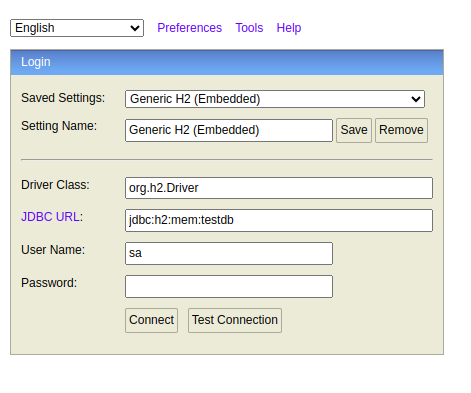 English Preferences Tools Help
Login
Saved Settings: Generic H2 (Embedded)
Setting Name: Generic H2 (Embedded) Save Remove
Driver Class: org.h2.Driver
JDBC URL: jdbc:h2:mem:testdb
User Name: sa
Password:
Connect Test Connection